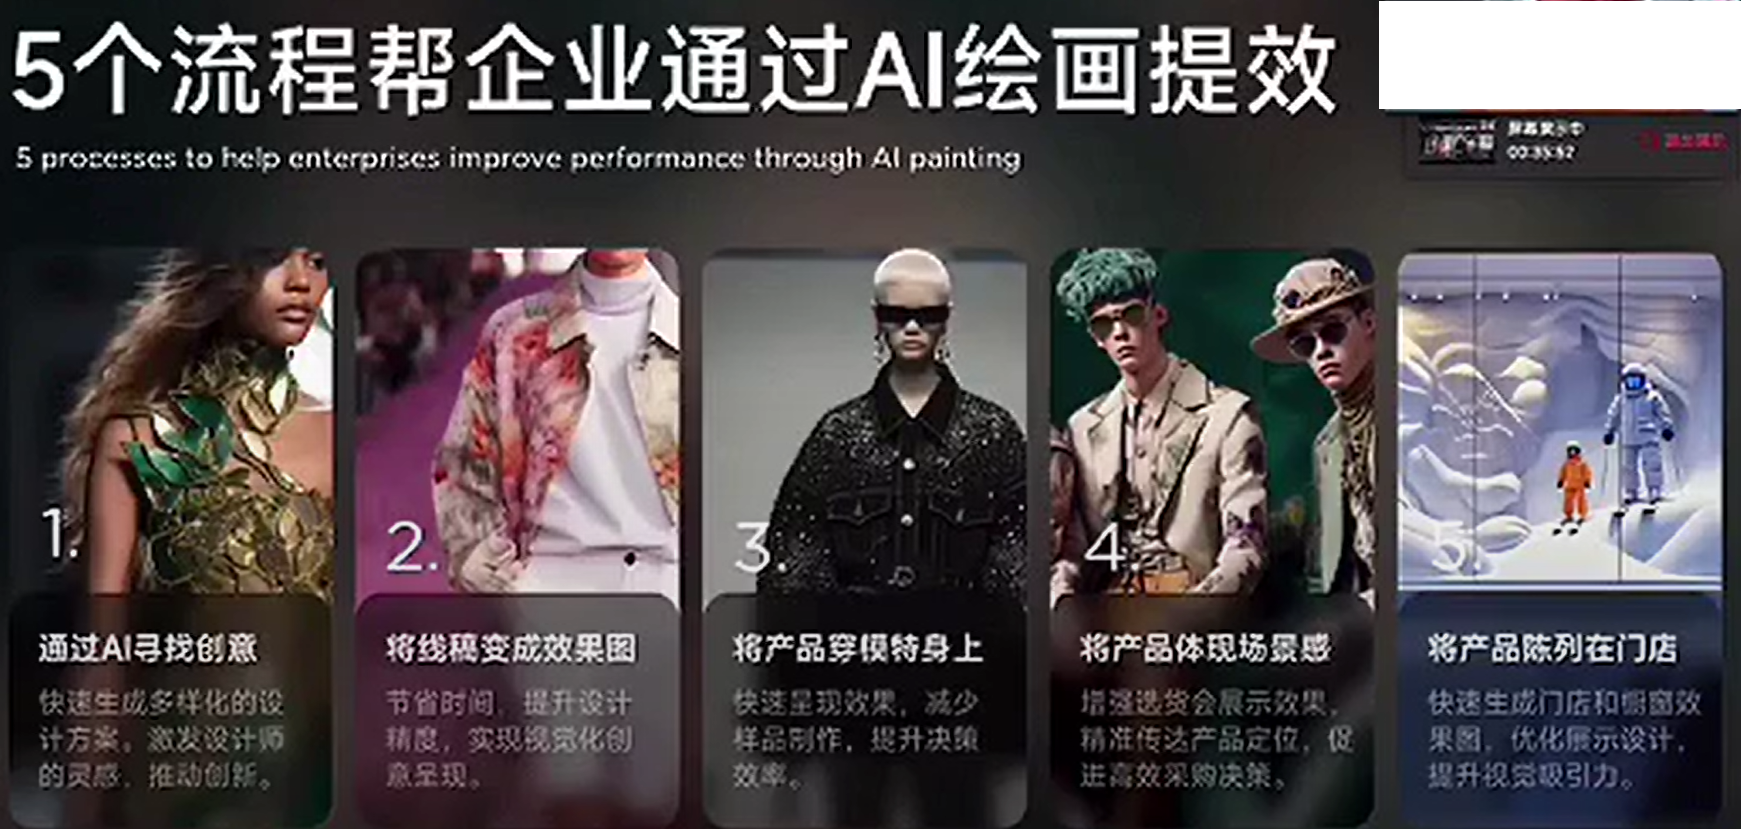 5个流程帮企业通过AI绘画提效
5 processes to help enterprises improve performance through AI painting
屏幕展示中
00:35:52
1.
通过AI寻找创意
快速生成多样化的设
计方案，激发设计师
的灵感，推动创新。
2.
将线稿变成效果图
节省时间，提升设计
精度，实现视觉化创
意呈现。
3.
将产品穿模特身上
快速呈现效果，减少
样品制作，提升决策
效率。
4.
将产品体现场景感
增强选货会展示效果，
精准传达产品定位，促
进高效采购决策。
5.
将产品陈列在门店
快速生成门店和橱窗效
果图，优化展示设计，
提升视觉吸引力。